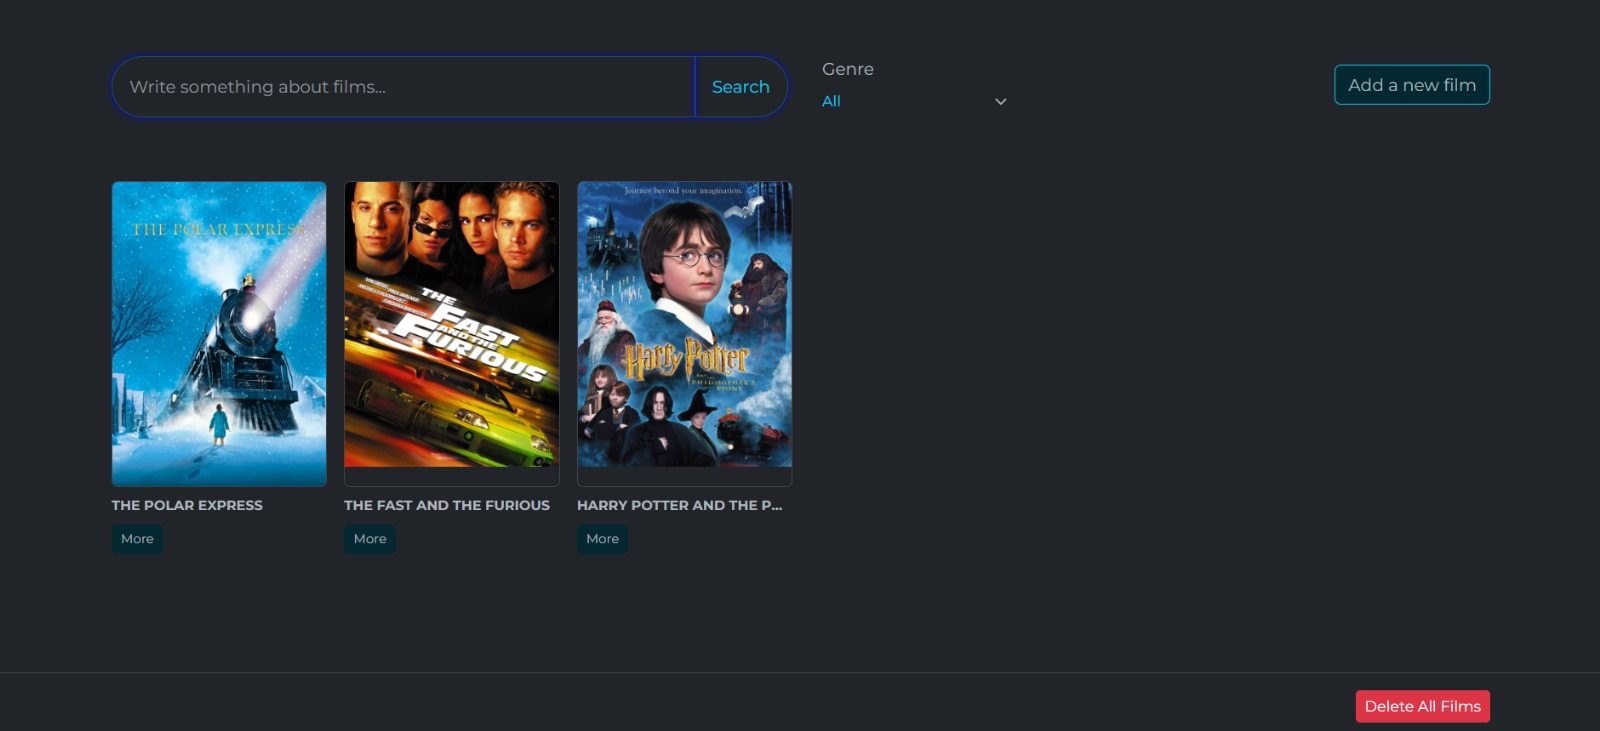 Write something about films...
Search
Genre
All
Add a new film
THE POLAR EXPRESS
THE
FAST
AND THE
FURIOUS
Journey beyond your imagination.
Harry Potter
AND THE
PHILOSOPHER'S
STONE
THE POLAR EXPRESS
THE FAST AND THE FURIOUS
HARRY POTTER AND THE P...
More
More
More
Delete All Films